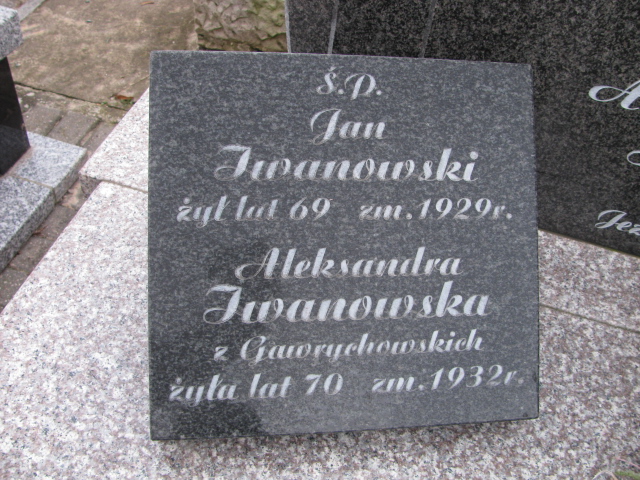 Ś.P.
Jan
Iwanowski
żył lat 69 zm. 1929r.
Aleksandra
Iwanowska
z Gawrychowskich
żyła lat 70 zm. 1932r.